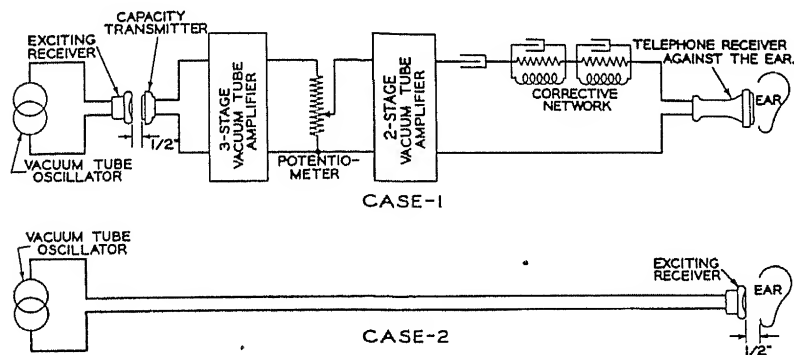 CAPACITY
TRANSMITTER
EXCITING
RECEIVER
1/2"
VACUUM TUBE
OSCILLATOR
3-STAGE
VACUUM TUBE
AMPLIFIER
POTENTIO-
METER
2-STAGE
VACUUM TUBE
AMPLIFIER
CORRECTIVE
NETWORK
TELEPHONE RECEIVER
AGAINST THE EAR.
EAR
CASE-1
VACUUM TUBE
OSCILLATOR
EXCITING
RECEIVER
EAR
1/2"
CASE-2